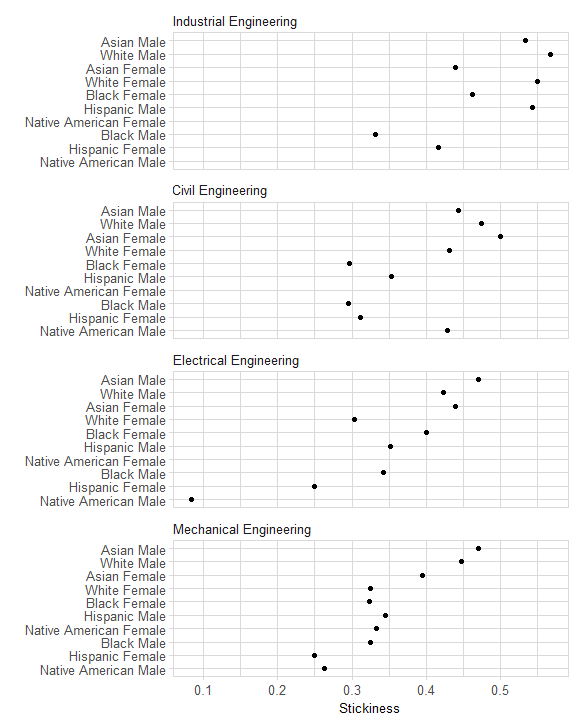 Industrial Engineering
Asian Male
White Male
Asian Female
White Female
Black Female
Hispanic Male
Native American Female
Black Male
Hispanic Female
Native American Male
Civil Engineering
Asian Male
White Male
Asian Female
White Female
Black Female
Hispanic Male
Native American Female
Black Male
Hispanic Female
Native American Male
Electrical Engineering
Asian Male
White Male
Asian Female
White Female
Black Female
Hispanic Male
Native American Female
Black Male
Hispanic Female
Native American Male
Mechanical Engineering
Asian Male
White Male
Asian Female
White Female
Black Female
Hispanic Male
Native American Female
Black Male
Hispanic Female
Native American Male
0.1 0.2 0.3 0.4 0.5
Stickiness